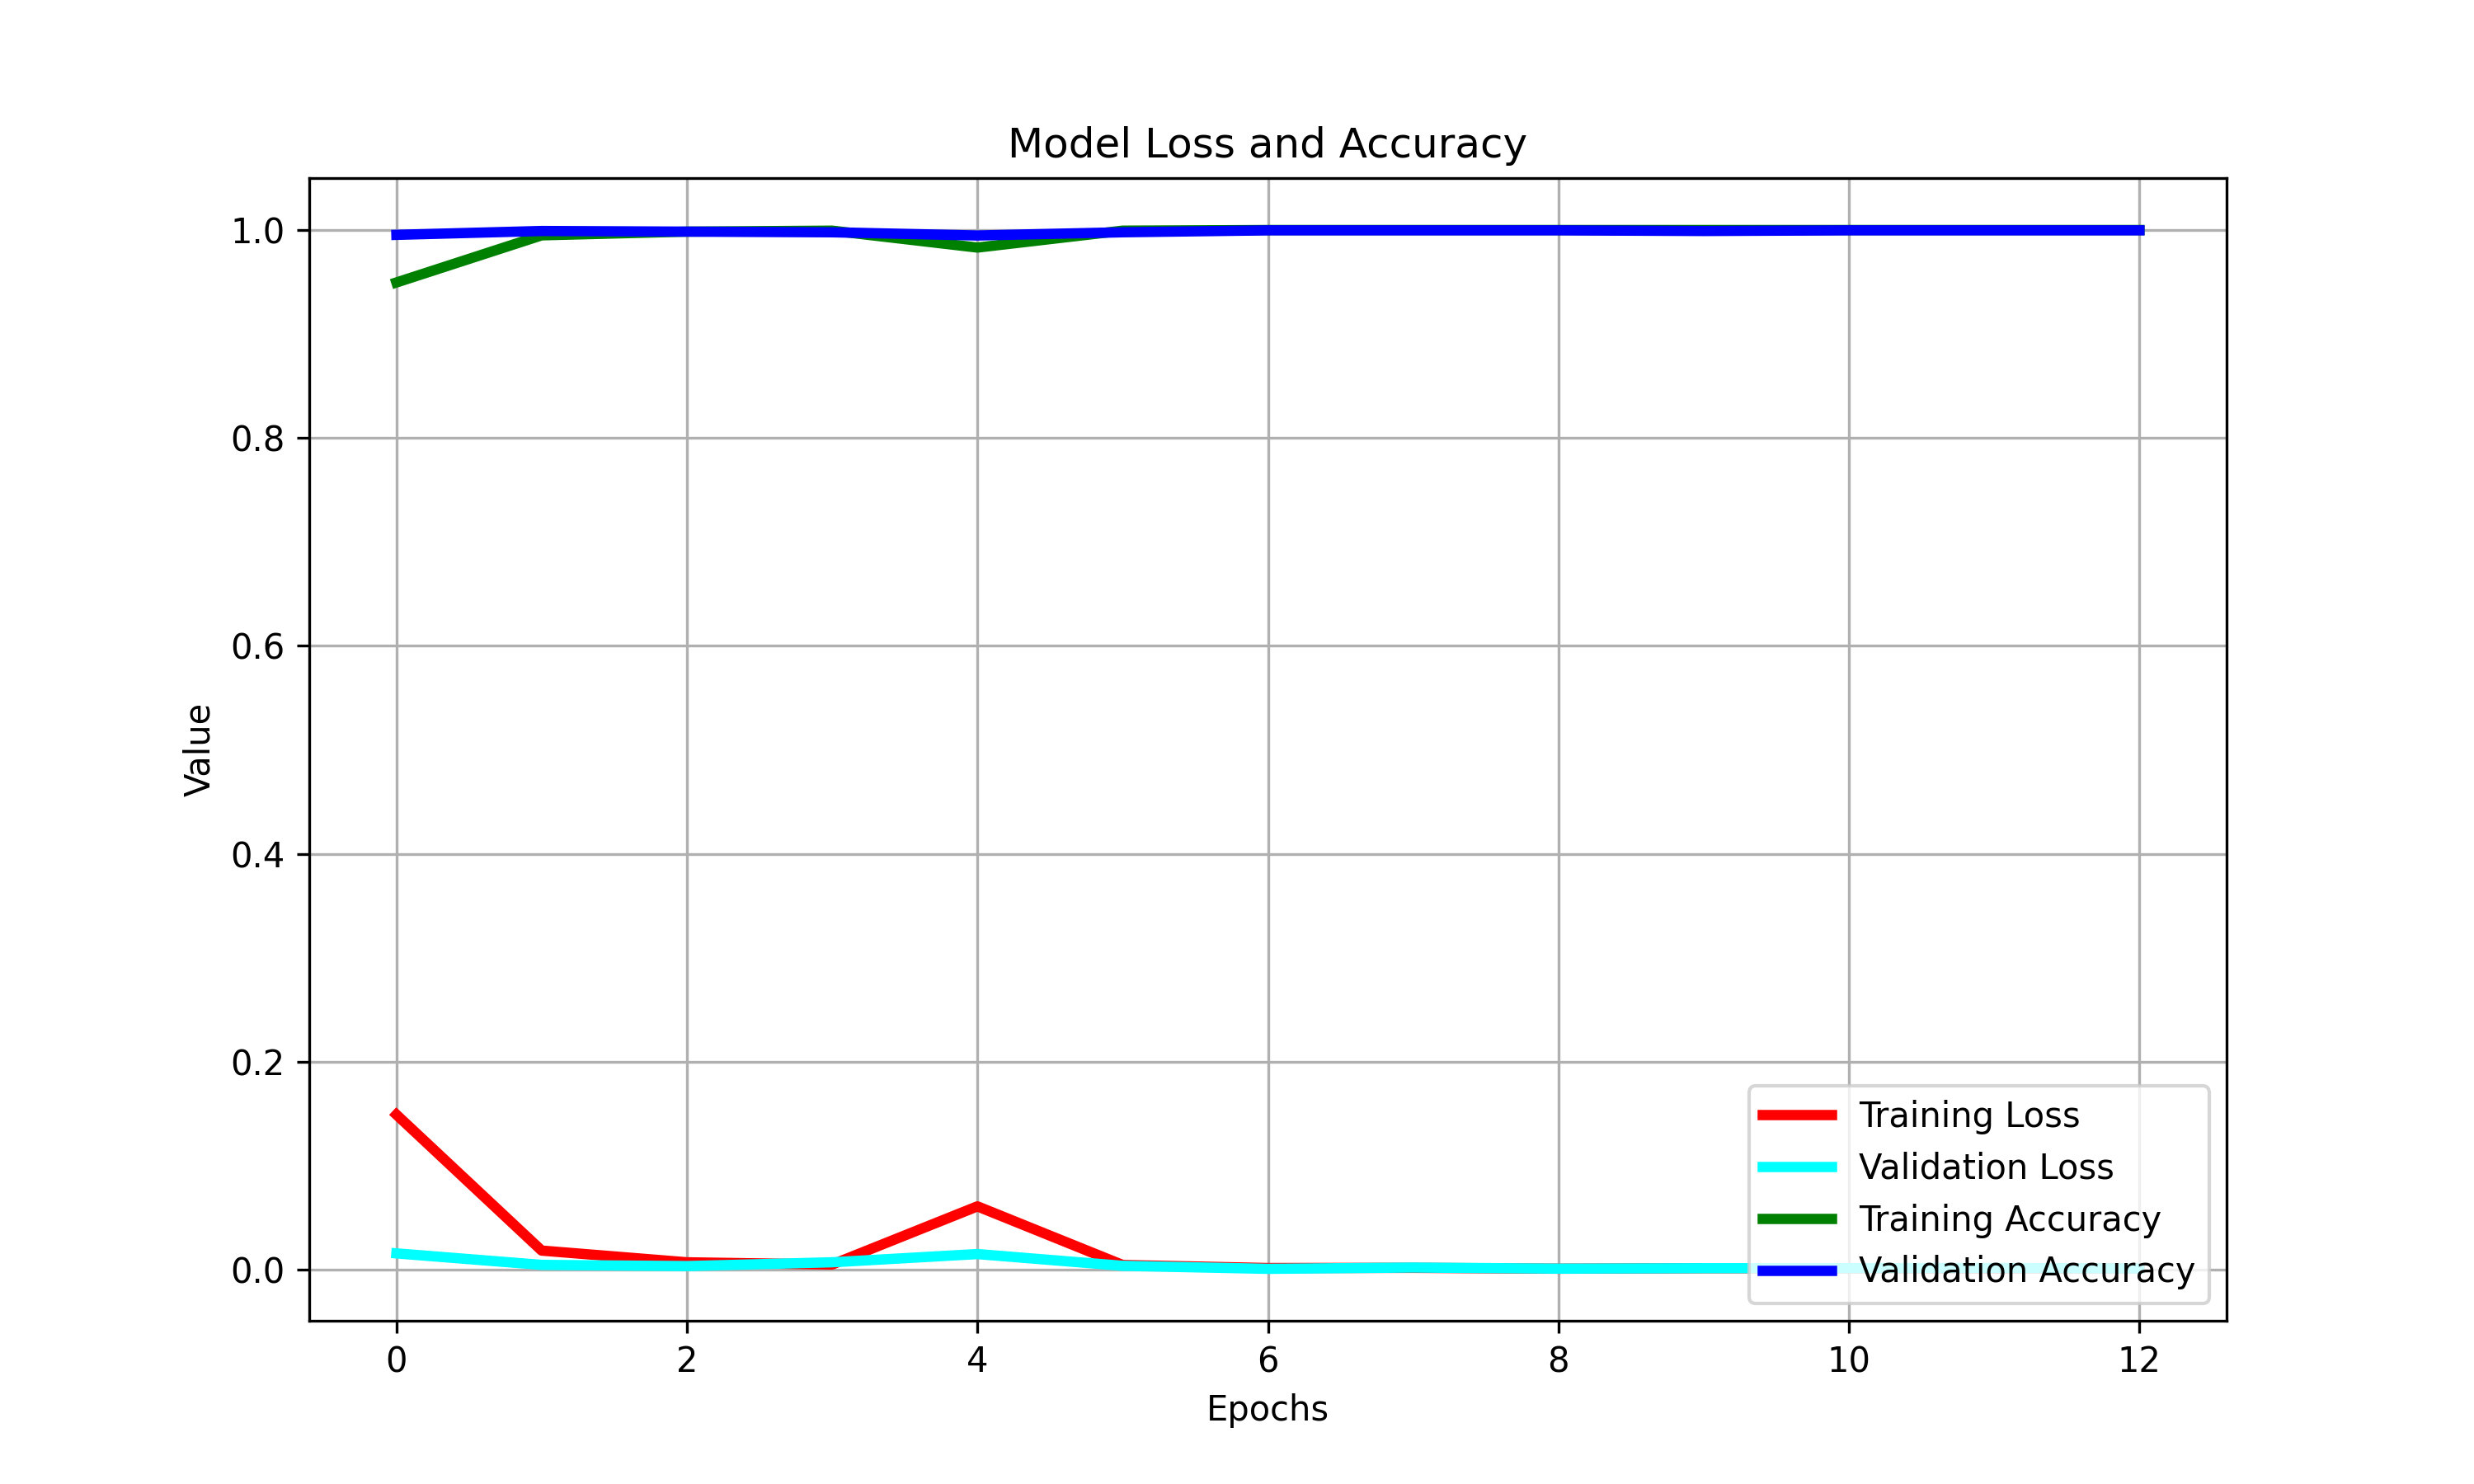 Model Loss and Accuracy
1.0
0.8
0.6
0.4
0.2
0.0
Value
Training Loss
Validation Loss
Training Accuracy
Validation Accuracy
0 2 4 6 8 10 12
Epochs